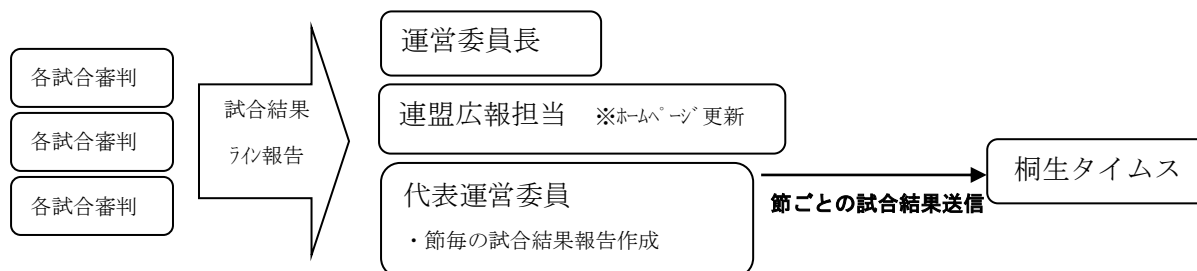 各試合審判
各試合審判
各試合審判
試合結果
ﾗｲﾝ報告
運営委員長
連盟広報担当　※ﾎｰﾑﾍﾟｰｼﾞ更新
代表運営委員
・節毎の試合結果報告作成
節ごとの試合結果送信
桐生タイムス